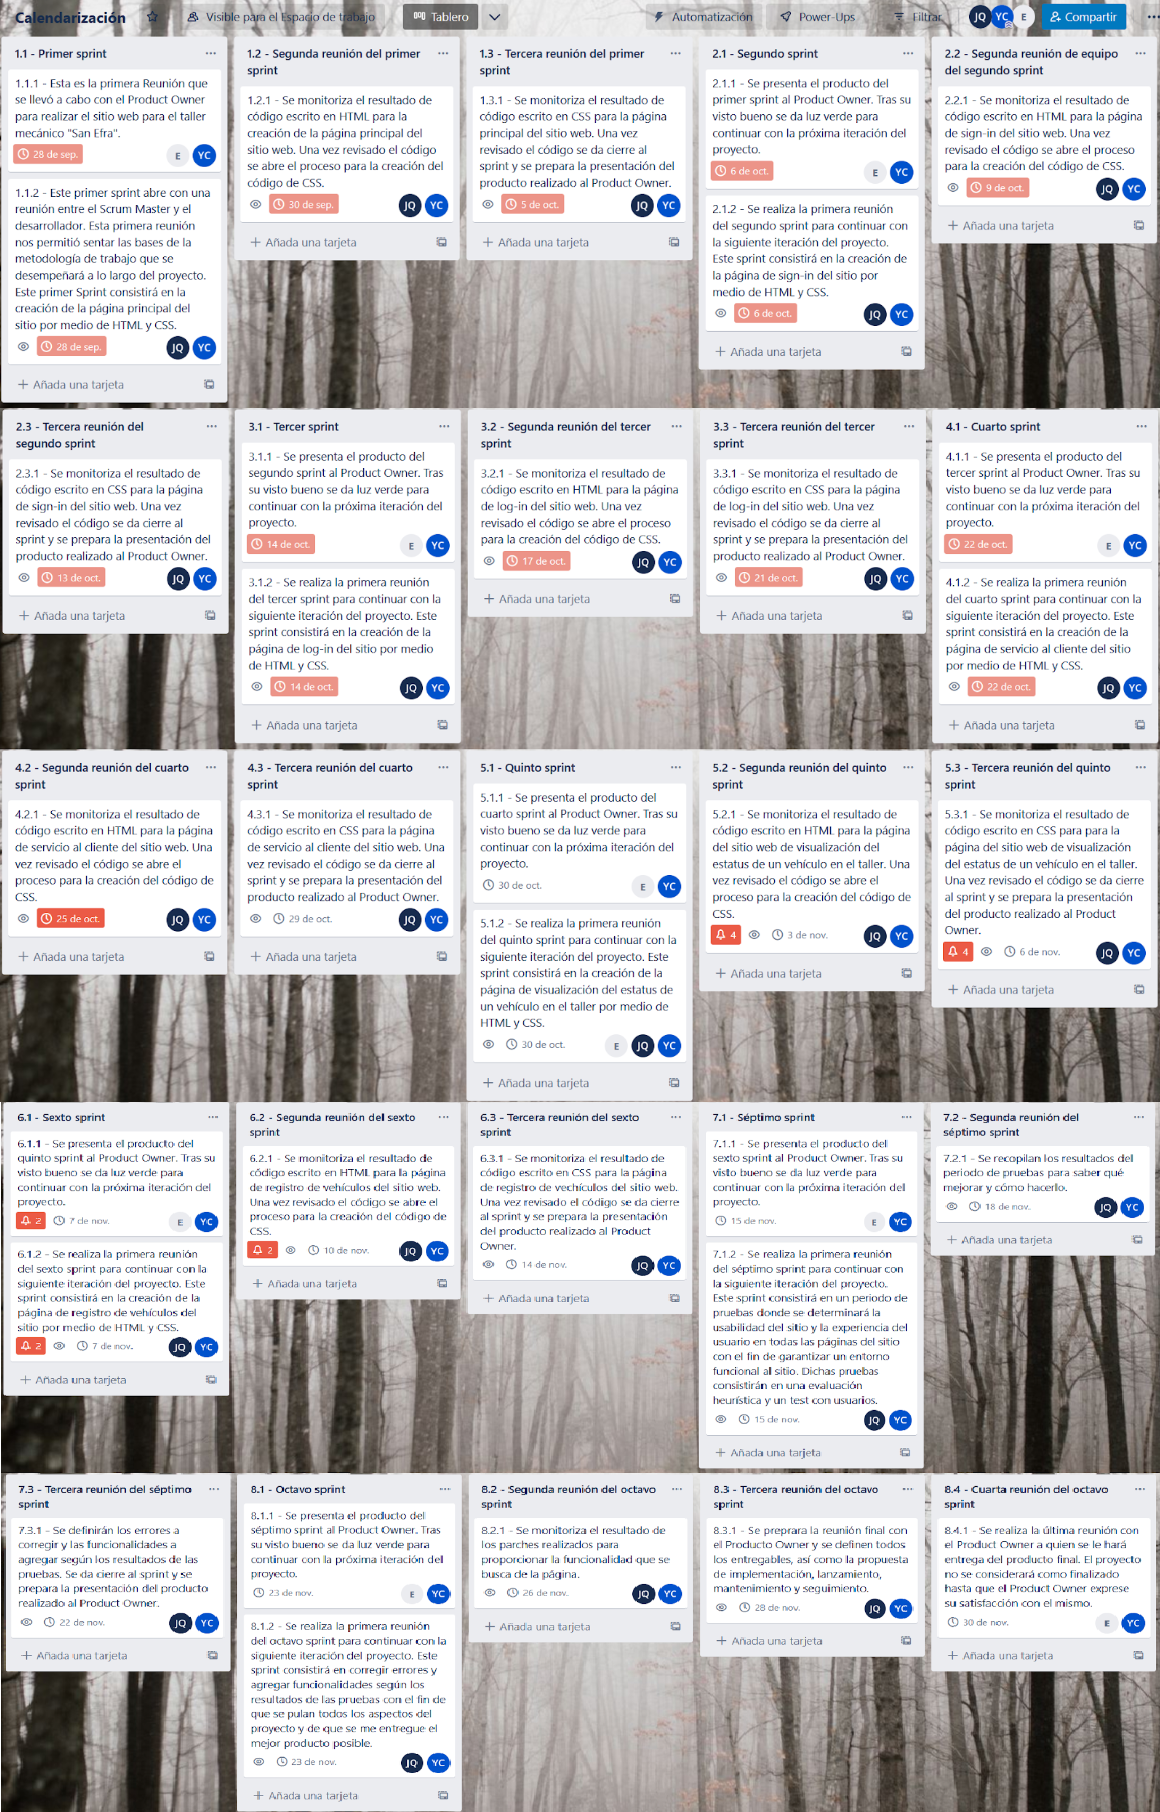 Calendarización
Visible para el Espacio de trabajo
Tablero
Automatización
Power-Ups
Filtrar
JQ YC E
Compartir
1.1 - Primer sprint
1.1.1 - Esta es la primera Reunión que
se llevó a cabo con el Product Owner
para realizar el sitio web para el taller
mecánico "San Efra".
28 de sep.
E YC
1.1.2 - Este primer sprint abre con una
reunión entre el Scrum Master y el
desarrollador. Esta primera reunión
nos permitió sentar las bases de la
metodología de trabajo que se
desempeñará a lo largo del proyecto.
Este primer Sprint consistirá en la
creación de la página principal del
sitio por medio de HTML y CSS.
28 de sep.
JQ YC
+ Añada una tarjeta
1.2 - Segunda reunión del primer
sprint
1.2.1 - Se monitoriza el resultado de
código escrito en HTML para la
creación de la página principal del
sitio web. Una vez revisado el código
se abre el proceso para la creación del
código de CSS.
30 de sep.
JQ YC
+ Añada una tarjeta
1.3 - Tercera reunión del primer
sprint
1.3.1 - Se monitoriza el resultado de
código escrito en CSS para la página
principal del sitio web. Una vez
revisado el código se da cierre al
sprint y se prepara la presentación del
producto realizado al Product Owner.
5 de oct.
JQ YC
+ Añada una tarjeta
2.1 - Segundo sprint
2.1.1 - Se presenta el producto del
primer sprint al Product Owner. Tras su
visto bueno se da luz verde para
continuar con la próxima iteración del
proyecto.
6 de oct.
E YC
2.1.2 - Se realiza la primera reunión
del segundo sprint para continuar con
la siguiente iteración del proyecto.
Este sprint consistirá en la creación de
la página de sign-in del sitio por
medio de HTML y CSS.
6 de oct.
JQ YC
+ Añada una tarjeta
2.2 - Segunda reunión de equipo
del segundo sprint
2.2.1 - Se monitoriza el resultado de
código escrito en HTML para la página
de sign-in del sitio web. Una vez
revisado el código se abre el proceso
para la creación del código de CSS.
9 de oct.
JQ YC
+ Añada una tarjeta
2.3 - Tercera reunión del
segundo sprint
2.3.1 - Se monitoriza el resultado de
código escrito en CSS para la página
de sign-in del sitio web. Una vez
revisado el código se da cierre al
sprint y se prepara la presentación del
producto realizado al Product Owner.
13 de oct.
JQ YC
+ Añada una tarjeta
3.1 - Tercer sprint
3.1.1 - Se presenta el producto del
segundo sprint al Product Owner. Tras
su visto bueno se da luz verde para
continuar con la próxima iteración del
proyecto.
14 de oct.
E YC
3.1.2 - Se realiza la primera reunión
del tercer sprint para continuar con la
siguiente iteración del proyecto. Este
sprint consistirá en la creación de la
página de log-in del sitio por medio
de HTML y CSS.
14 de oct.
JQ YC
+ Añada una tarjeta
3.2 - Segunda reunión del tercer
sprint
3.2.1 - Se monitoriza el resultado de
código escrito en HTML para la página
de log-in del sitio web. Una vez
revisado el código se abre el proceso
para la creación del código de CSS.
17 de oct.
JQ YC
+ Añada una tarjeta
3.3 - Tercera reunión del tercer
sprint
3.3.1 - Se monitoriza el resultado de
código escrito en CSS para la página
de log-in del sitio web. Una vez
revisado el código se da cierre al
sprint y se prepara la presentación del
producto realizado al Product Owner.
21 de oct.
JQ YC
+ Añada una tarjeta
4.1 - Cuarto sprint
4.1.1 - Se presenta el producto del
tercer sprint al Product Owner. Tras su
visto bueno se da luz verde para
continuar con la próxima iteración del
proyecto.
22 de oct.
E YC
4.1.2 - Se realiza la primera reunión
del cuarto sprint para continuar con la
siguiente iteración del proyecto. Este
sprint consistirá en la creación de la
página de servicio al cliente del sitio
por medio de HTML y CSS.
22 de oct.
JQ YC
+ Añada una tarjeta
4.2 - Segunda reunión del cuarto
sprint
4.2.1 - Se monitoriza el resultado de
código escrito en HTML para la página
de servicio al cliente del sitio web. Una
vez revisado el código se abre el
proceso para la creación del código de
CSS.
25 de oct.
JQ YC
+ Añada una tarjeta
4.3 - Tercera reunión del cuarto
sprint
4.3.1 - Se monitoriza el resultado de
código escrito en CSS para la página
de servicio al cliente del sitio web. Una
vez revisado el código se da cierre al
sprint y se prepara la presentación del
producto realizado al Product Owner.
29 de oct.
JQ YC
+ Añada una tarjeta
5.1 - Quinto sprint
5.1.1 - Se presenta el producto del
cuarto sprint al Product Owner. Tras su
visto bueno se da luz verde para
continuar con la próxima iteración del
proyecto.
30 de oct.
E YC
5.1.2 - Se realiza la primera reunión
del quinto sprint para continuar con la
siguiente iteración del proyecto. Este
sprint consistirá en la creación de la
página de visualización del estatus de
un vehículo en el taller por medio de
HTML y CSS.
30 de oct.
E JQ YC
+ Añada una tarjeta
5.2 - Segunda reunión del quinto
sprint
5.2.1 - Se monitoriza el resultado de
código escrito en HTML para la página
del sitio web de visualización del
estatus de un vehículo en el taller. Una
vez revisado el código se abre el
proceso para la creación del código de
CSS.
4
3 de nov.
JQ YC
+ Añada una tarjeta
5.3 - Tercera reunión del quinto
sprint
5.3.1 - Se monitoriza el resultado de
código escrito en CSS para para la
página del sitio web de visualización
del estatus de un vehículo en el taller.
Una vez revisado el código se da cierre
al sprint y se prepara la presentación
del producto realizado al Product
Owner.
4
6 de nov.
JQ YC
+ Añada una tarjeta
6.1 - Sexto sprint
6.1.1 - Se presenta el producto del
quinto sprint al Product Owner. Tras su
visto bueno se da luz verde para
continuar con la próxima iteración del
proyecto.
2
7 de nov.
E YC
6.1.2 - Se realiza la primera reunión
del sexto sprint para continuar con la
siguiente iteración del proyecto. Este
sprint consistirá en la creación de la
página de registro de vehículos del
sitio por medio de HTML y CSS.
2
7 de nov.
JQ YC
+ Añada una tarjeta
6.2 - Segunda reunión del sexto
sprint
6.2.1 - Se monitoriza el resultado de
código escrito en HTML para la página
de registro de vehículos del sitio web.
Una vez revisado el código se abre el
proceso para la creación del código de
CSS.
2
10 de nov.
JQ YC
+ Añada una tarjeta
6.3 - Tercera reunión del sexto
sprint
6.3.1 - Se monitoriza el resultado de
código escrito en CSS para la página
de registro de vechículos del sitio web.
Una vez revisado el código se da cierre
al sprint y se prepara la presentación
del producto realizado al Product
Owner.
14 de nov.
JQ YC
+ Añada una tarjeta
7.1 - Séptimo sprint
7.1.1 - Se presenta el producto del
sexto sprint al Product Owner. Tras su
visto bueno se da luz verde para
continuar con la próxima iteración del
proyecto.
15 de nov.
E YC
7.1.2 - Se realiza la primera reunión
del séptimo sprint para continuar con
la siguiente iteración del proyecto.
Este sprint consistirá en un periodo de
pruebas donde se determinará la
usabilidad del sitio y la experiencia del
usuario en todas las páginas del sitio
con el fin de garantizar un entorno
funcional al sitio. Dichas pruebas
consistirán en una evaluación
heurística y un test con usuarios.
15 de nov.
JQ YC
+ Añada una tarjeta
7.2 - Segunda reunión del
séptimo sprint
7.2.1 - Se recopilan los resultados del
periodo de pruebas para saber qué
mejorar y cómo hacerlo.
18 de nov.
JQ YC
+ Añada una tarjeta
7.3 - Tercera reunión del séptimo
sprint
7.3.1 - Se definirán los errores a
corregir y las funcionalidades a
agregar según los resultados de las
pruebas. Se da cierre al sprint y se
prepara la presentación del producto
realizado al Product Owner.
22 de nov.
JQ YC
+ Añada una tarjeta
8.1 - Octavo sprint
8.1.1 - Se presenta el producto del
séptimo sprint al Product Owner. Tras
su visto bueno se da luz verde para
continuar con la próxima iteración del
proyecto.
23 de nov.
E YC
8.1.2 - Se realiza la primera reunión
del octavo sprint para continuar con la
siguiente iteración del proyecto. Este
sprint consistirá en corregir errores y
agregar funcionalidades según los
resultados de las pruebas con el fin de
que se pulan todos los aspectos del
proyecto y de que se me entregue el
mejor producto posible.
23 de nov.
JQ YC
+ Añada una tarjeta
8.2 - Segunda reunión del octavo
sprint
8.2.1 - Se monitoriza el resultado de
los parches realizados para
proporcionar la funcionalidad que se
busca de la página.
26 de nov.
JQ YC
+ Añada una tarjeta
8.3 - Tercera reunión del octavo
sprint
8.3.1 - Se preprara la reunión final con
el Producto Owner y se definen todos
los entregables, así como la propuesta
de implementación, lanzamiento,
mantenimiento y seguimiento.
28 de nov.
JQ YC
+ Añada una tarjeta
8.4 - Cuarta reunión del octavo
sprint
8.4.1 - Se realiza la última reunión con
el Product Owner a quien se le hará
entrega del producto final. El proyecto
no se considerará como finalizado
hasta que el Product Owner exprese
su satisfacción con el mismo.
30 de nov.
E YC
+ Añada una tarjeta